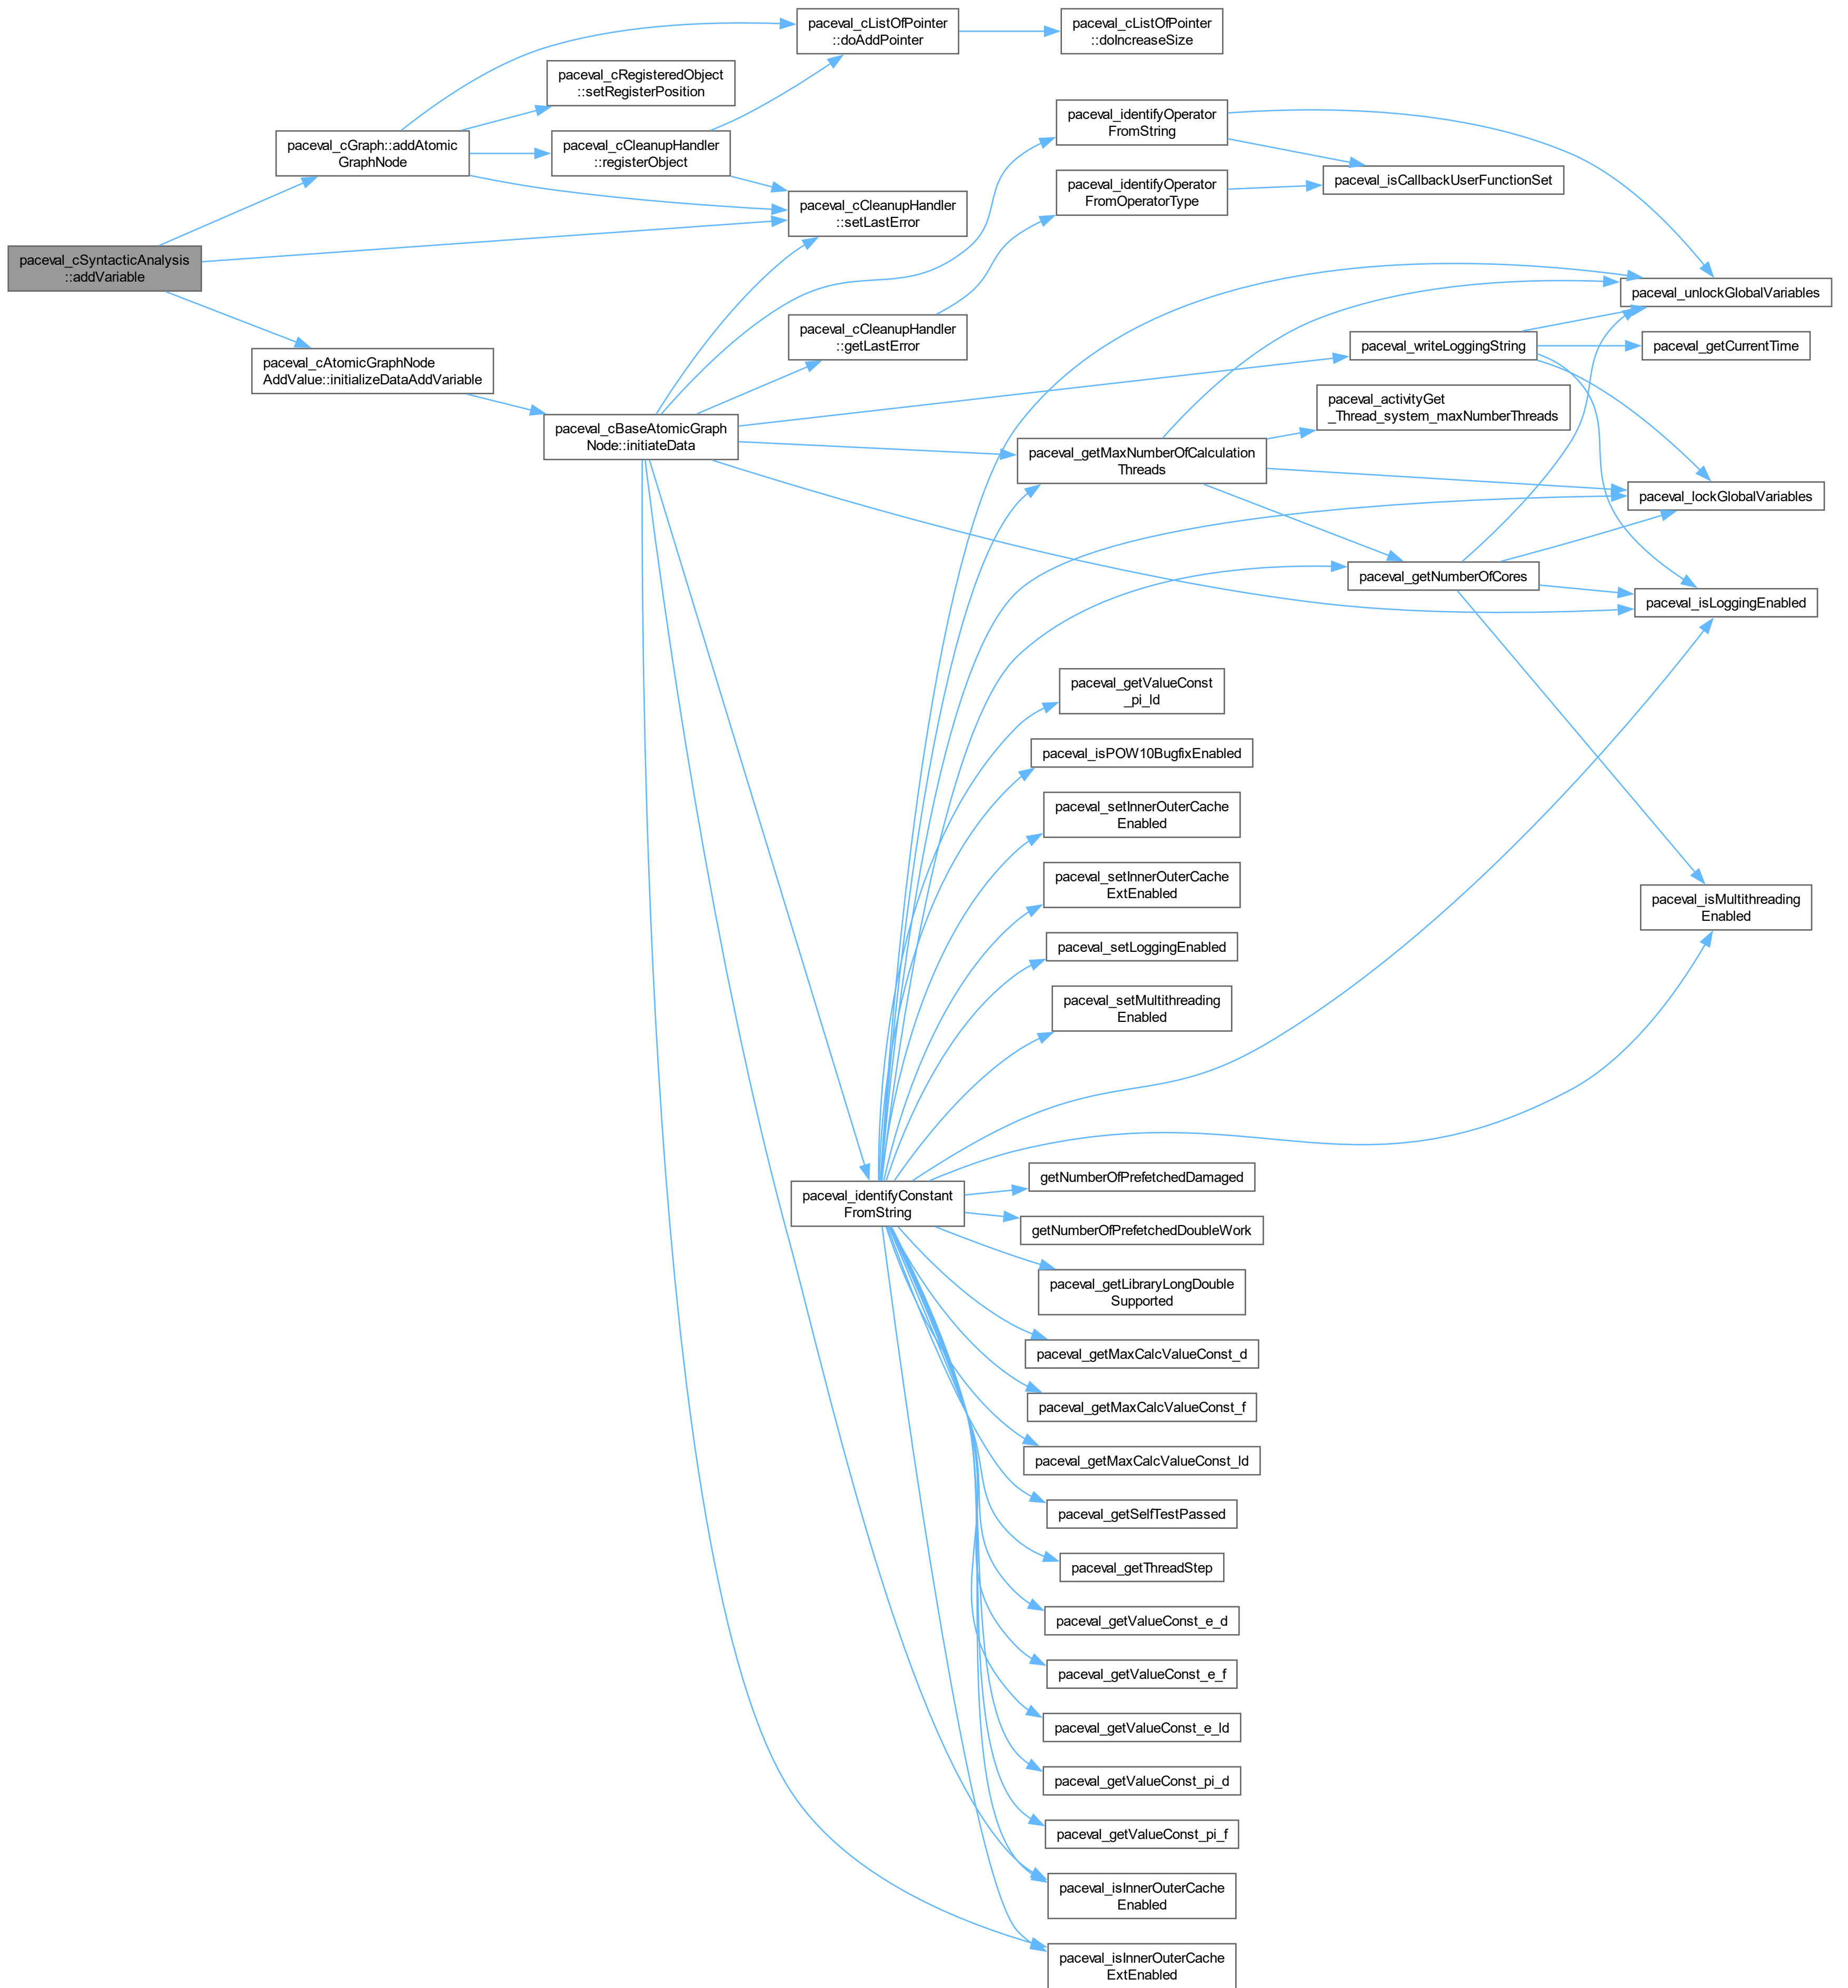 paceval_cListOfPointer
::doAddPointer
paceval_cListOfPointer
::doIncreaseSize
paceval_cRegisteredObject
::setRegisterPosition
paceval_cGraph::addAtomic
GraphNode
paceval_cCleanupHandler
::registerObject
paceval_identifyOperator
FromString
paceval_isCallbackUserFunctionSet
paceval_identifyOperator
FromOperatorType
paceval_cCleanupHandler
::setLastError
paceval_cSyntacticAnalysis
::addVariable
paceval_unlockGlobalVariables
paceval_cCleanupHandler
::getLastError
paceval_writeLoggingString
paceval_getCurrentTime
paceval_cAtomicGraphNode
AddValue::initializeDataAddVariable
paceval_activityGet
_Thread_system_maxNumberThreads
paceval_cBaseAtomicGraph
Node::initiateData
paceval_getMaxNumberOfCalculation
Threads
paceval_lockGlobalVariables
paceval_getNumberOfCores
paceval_isLoggingEnabled
paceval_getValueConst
_pi_ld
paceval_isPOW10BugfixEnabled
paceval_setInnerOuterCache
Enabled
paceval_setInnerOuterCache
ExtEnabled
paceval_isMultithreading
Enabled
paceval_setLoggingEnabled
paceval_setMultithreading
Enabled
getNumberOfPrefetchedDamaged
paceval_identifyConstant
FromString
getNumberOfPrefetchedDoubleWork
paceval_getLibraryLongDouble
Supported
paceval_getMaxCalcValueConst_d
paceval_getMaxCalcValueConst_f
paceval_getMaxCalcValueConst_ld
paceval_getSelfTestPassed
paceval_getThreadStep
paceval_getValueConst_e_d
paceval_getValueConst_e_f
paceval_getValueConst_e_ld
paceval_getValueConst_pi_d
paceval_getValueConst_pi_f
paceval_isInnerOuterCache
Enabled
paceval_isInnerOuterCache
ExtEnabled